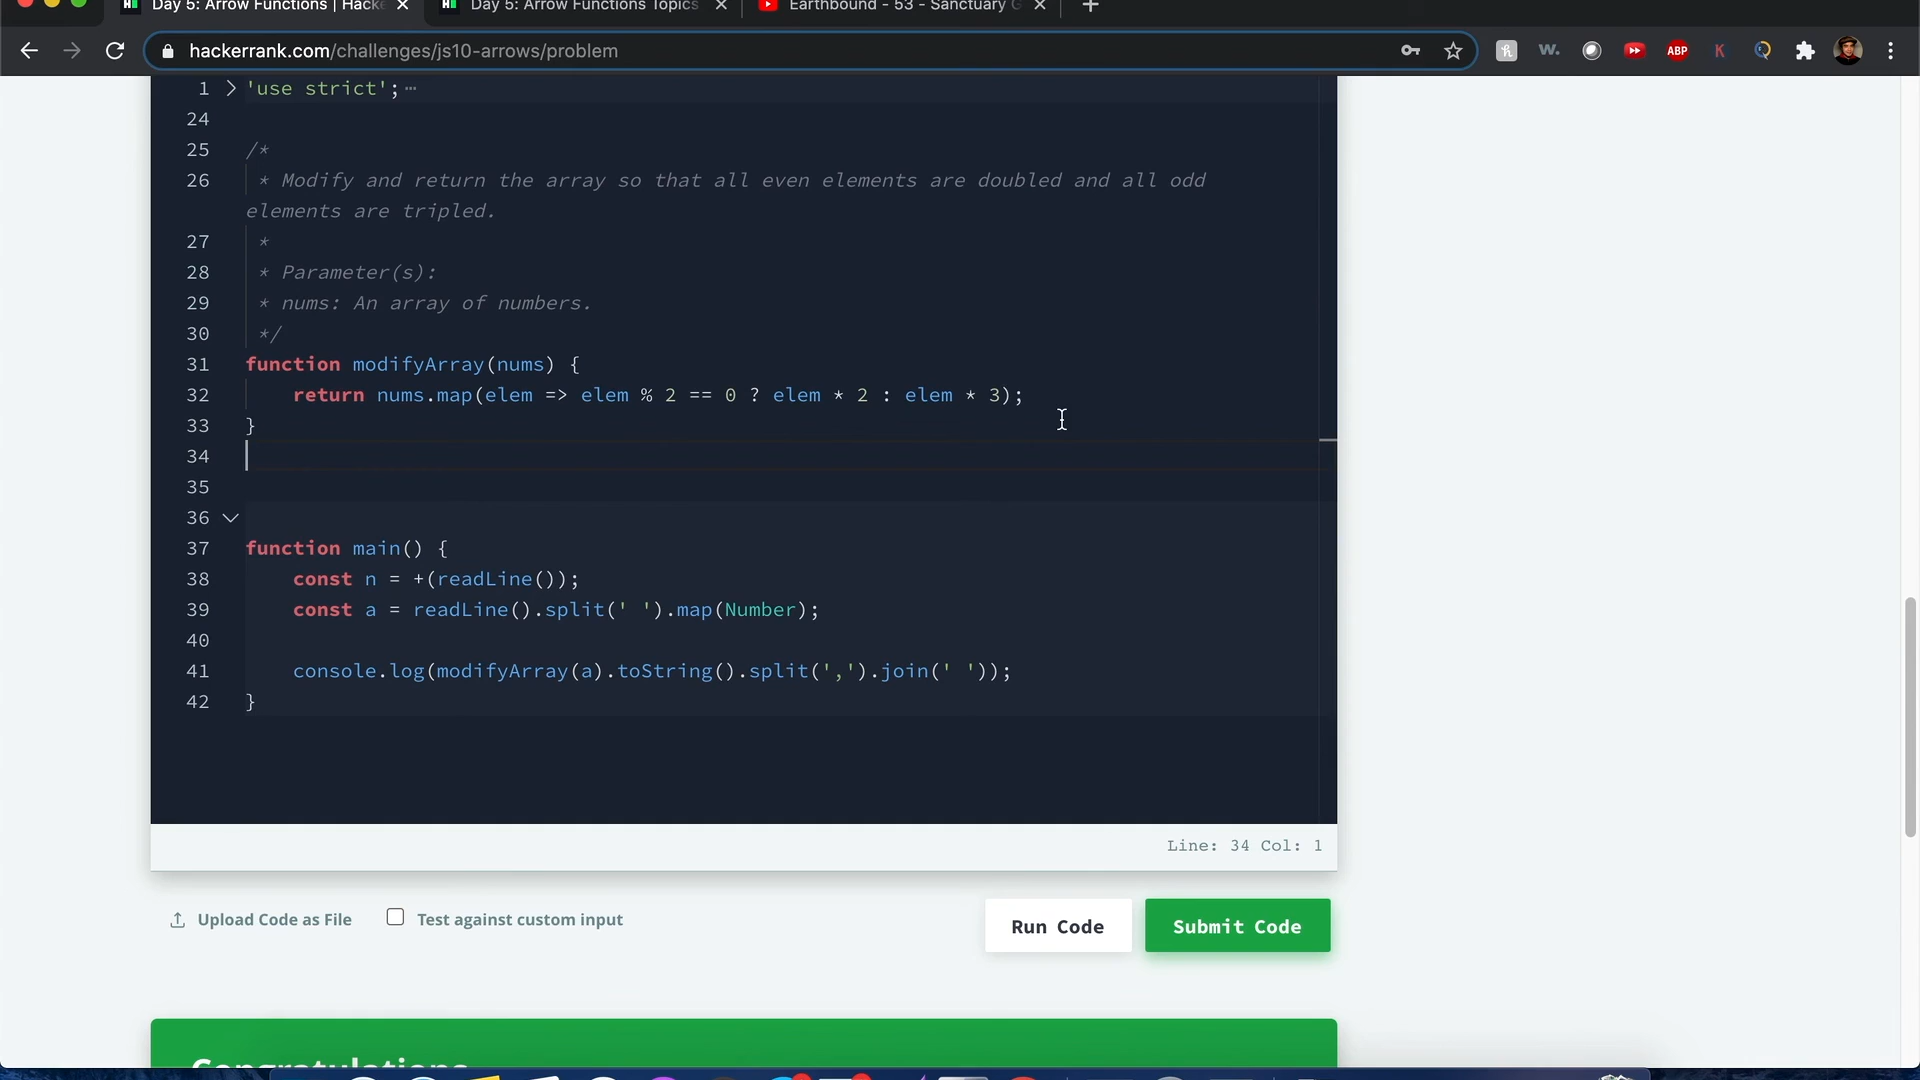 Day 5: Arrow Functions | Hacke
Day 5: Arrow Functions Topics
Earthbound - 53 - Sanctuary G
hackerrank.com/challenges/js10-arrows/problem
ABP
K
1 'use strict';
24
25 /*
26 * Modify and return the array so that all even elements are doubled and all odd
elements are tripled.
27 *
28 * Parameter(s):
29 * nums: An array of numbers.
30 */
31 function modifyArray(nums) {
32 return nums.map(elem => elem % 2 == 0 ? elem * 2 : elem * 3);
33 }
34
35
36
37 function main() {
38 const n = +(readLine());
39 const a = readLine().split(' ').map(Number);
40
41 console.log(modifyArray(a).toString().split(',').join(' '));
42 }
Line: 34 Col: 1
Upload Code as File
Test against custom input
Run Code
Submit Code
Congratulations